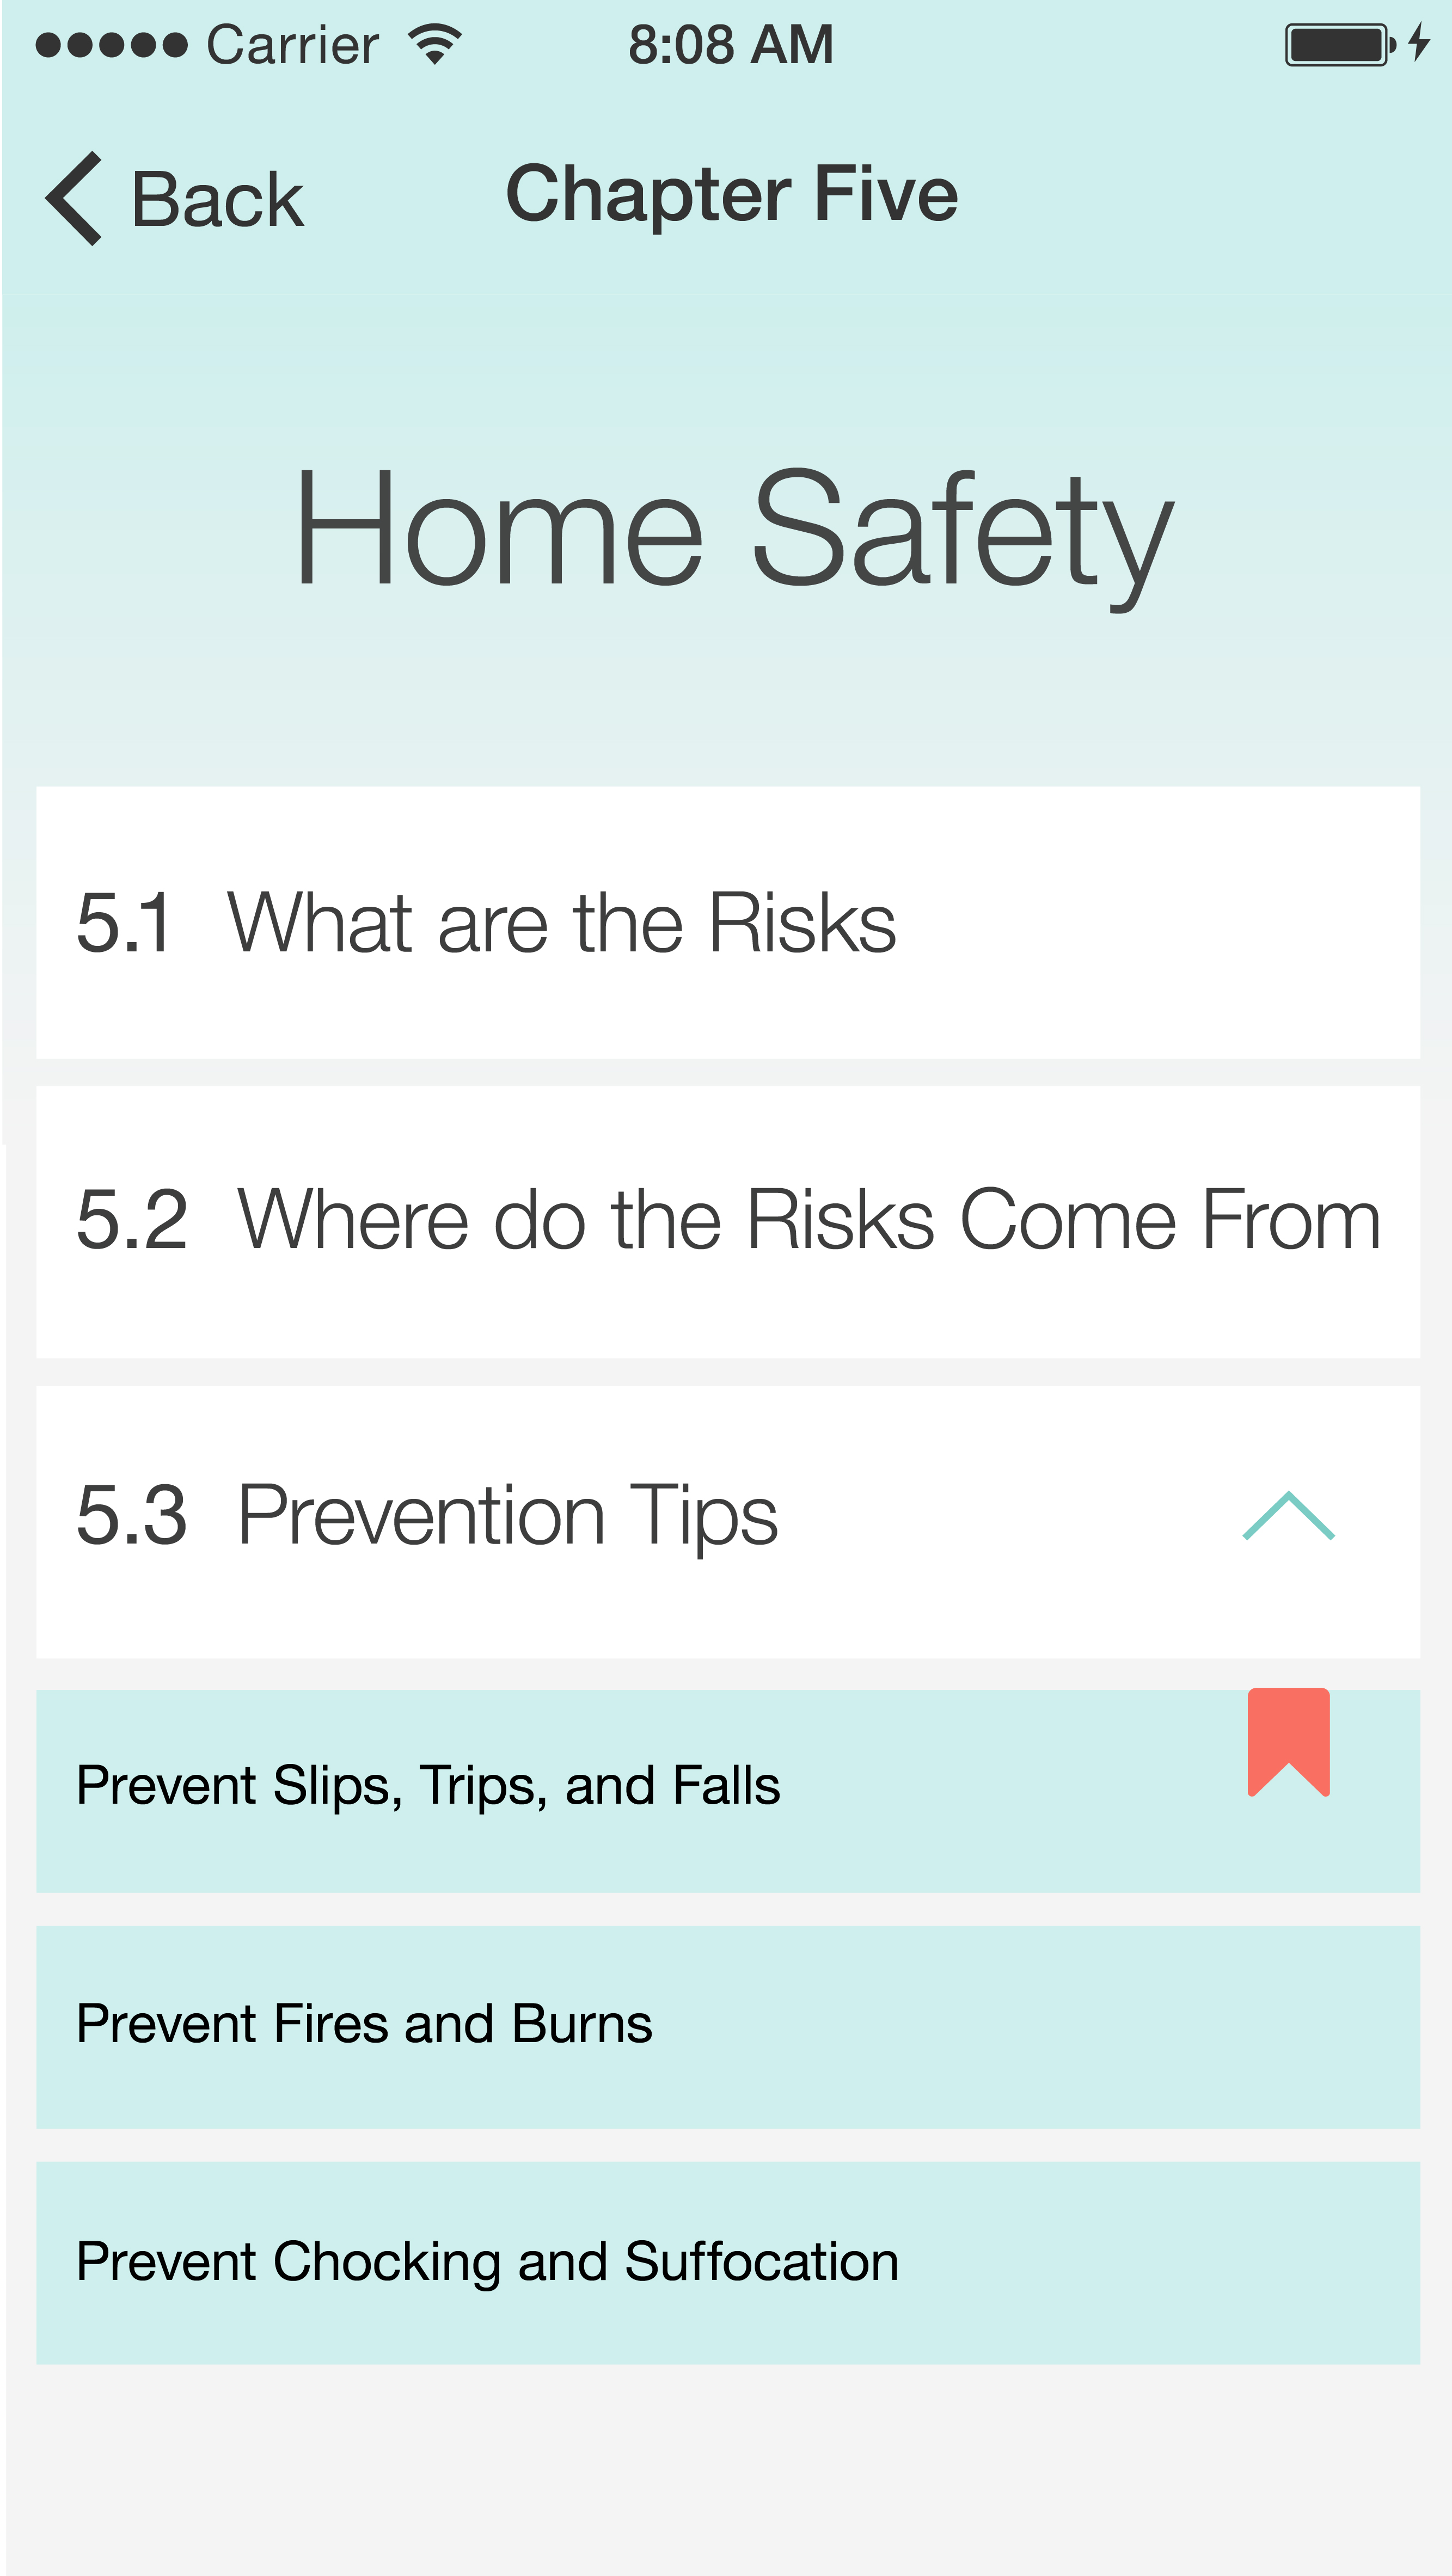 Carrier 8:08 AM
Back Chapter Five
Home Safety
5.1 What are the Risks
5.2 Where do the Risks Come From
5.3 Prevention Tips
Prevent Slips, Trips, and Falls
Prevent Fires and Burns
Prevent Chocking and Suffocation